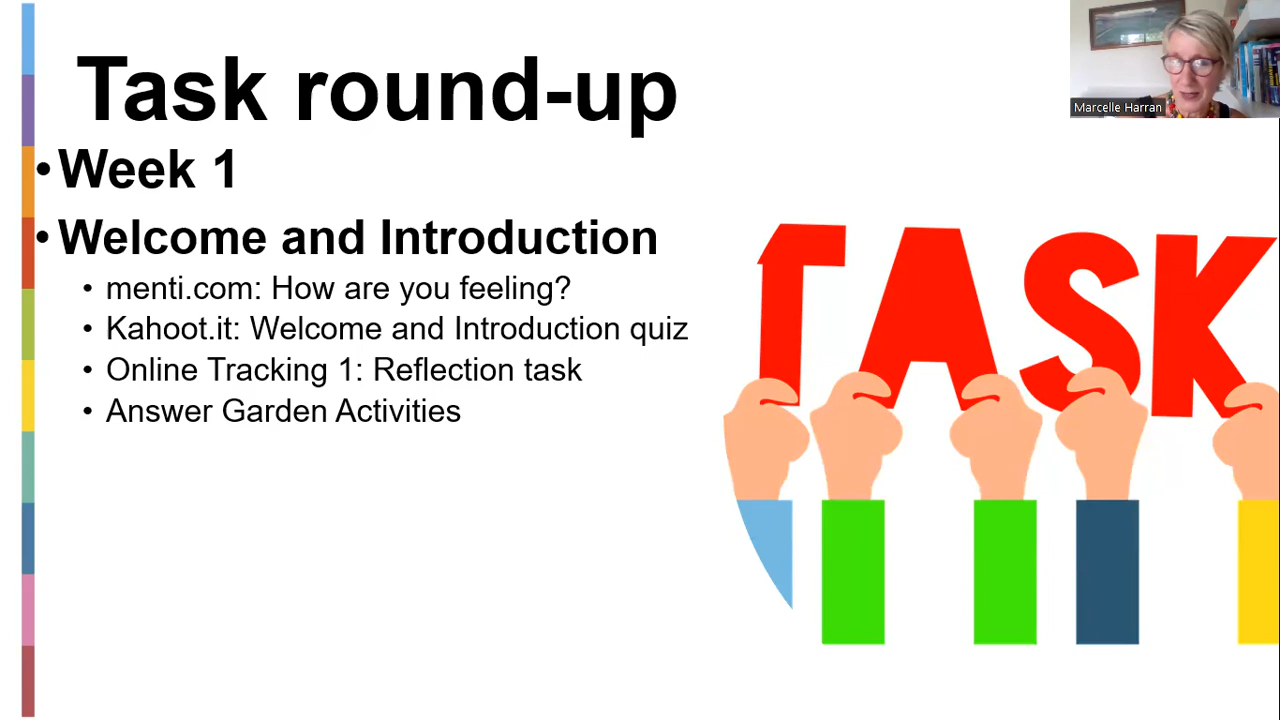 Task round-up
Marcelle Harran
• Week 1
• Welcome and Introduction
• menti.com: How are you feeling?
• Kahoot.it: Welcome and Introduction quiz
• Online Tracking 1: Reflection task
• Answer Garden Activities
TASK